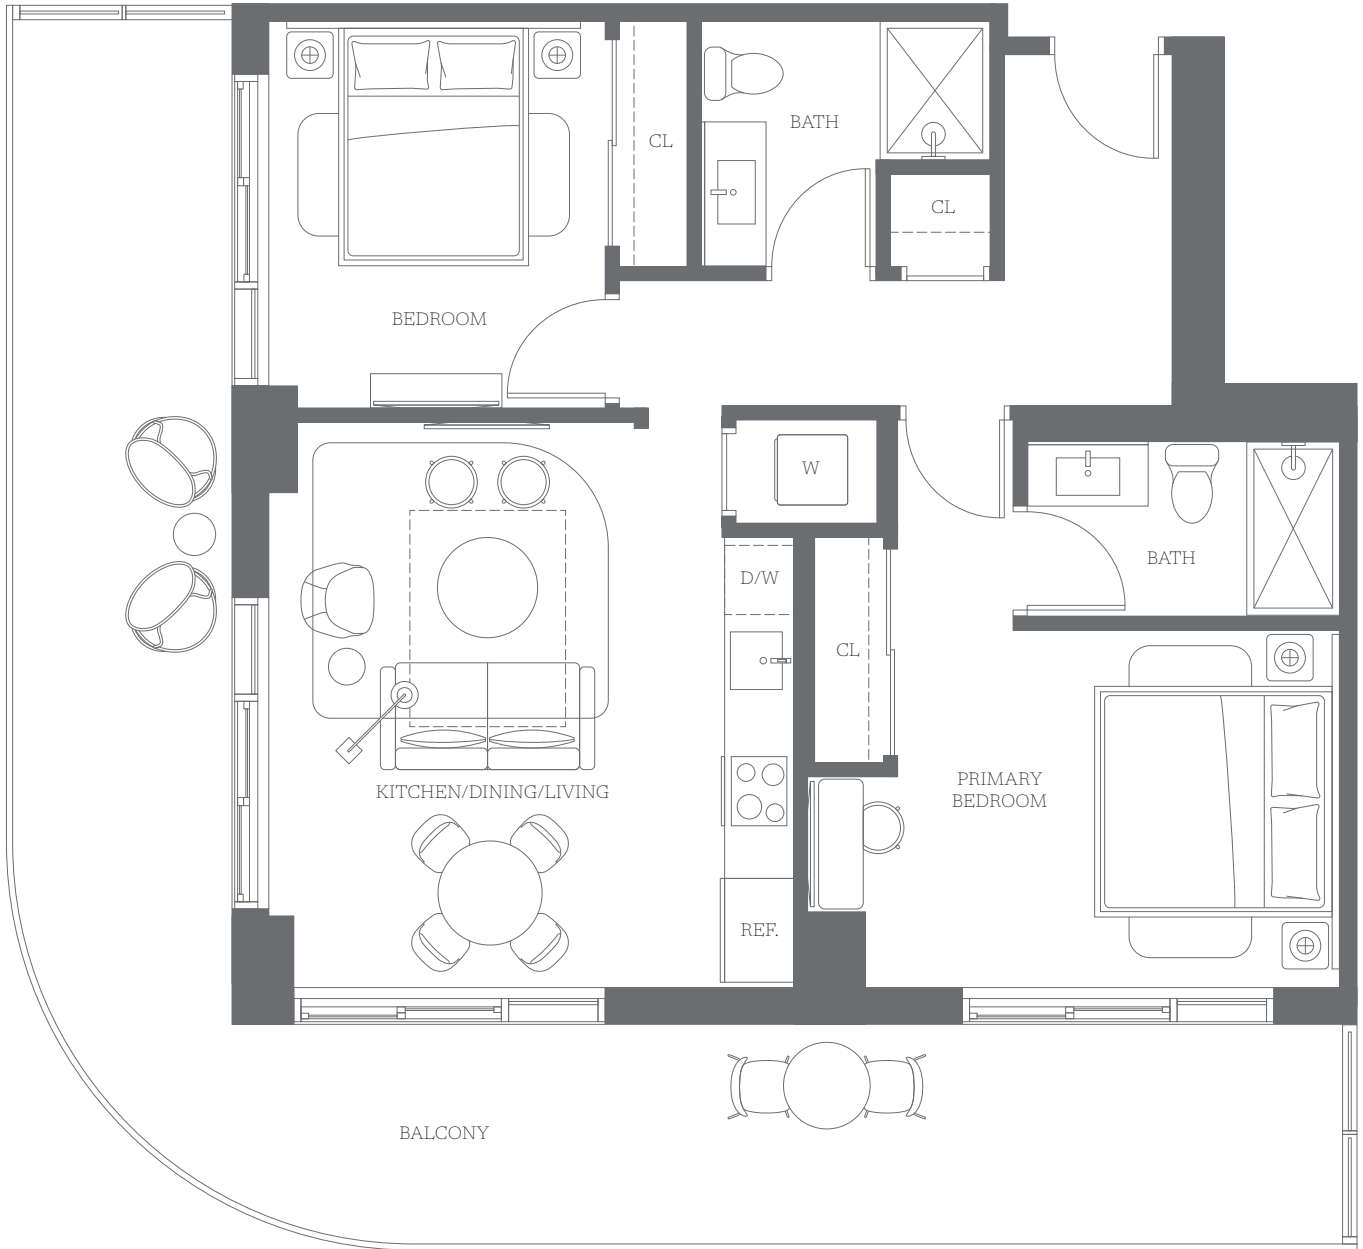 BATH
CL
CL
BEDROOM
W
BATH
D/W
CL
PRIMARY
BEDROOM
KITCHEN/DINING/LIVING
REF.
BALCONY